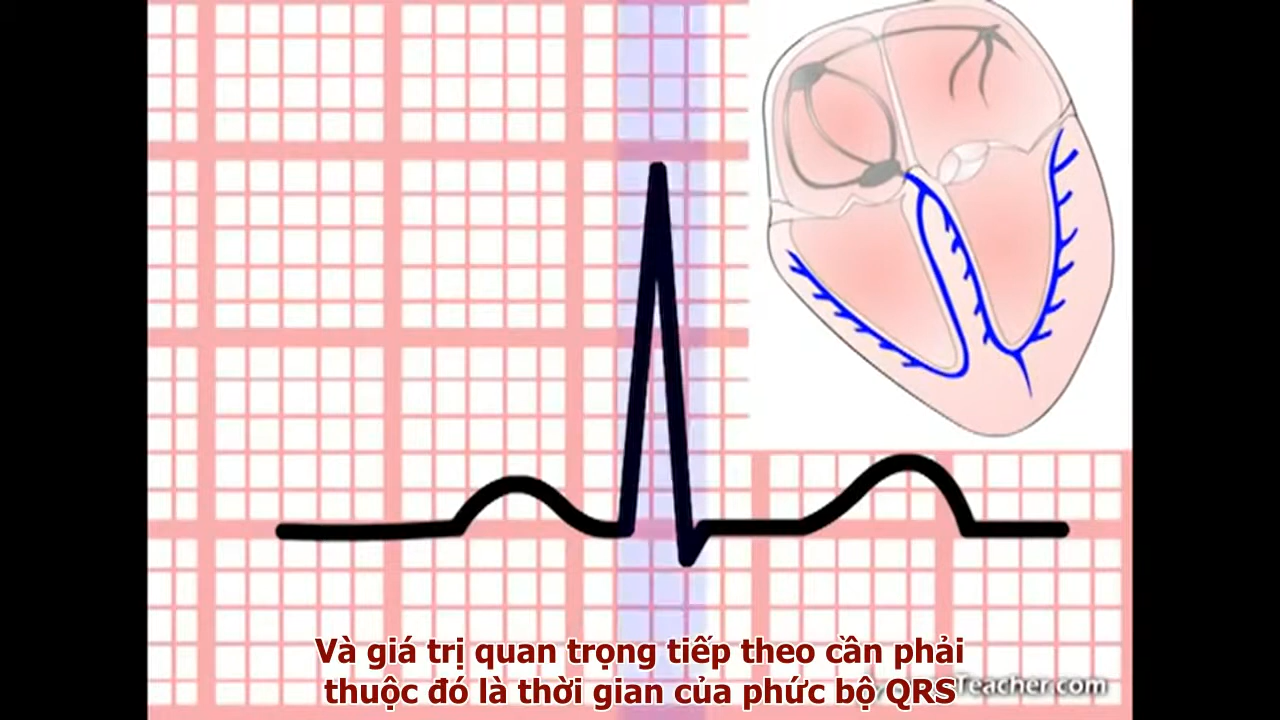 Và giá trị quan trọng tiếp theo cần phải
thuộc đó là thời gian của phức bộ QRS
Teacher.com